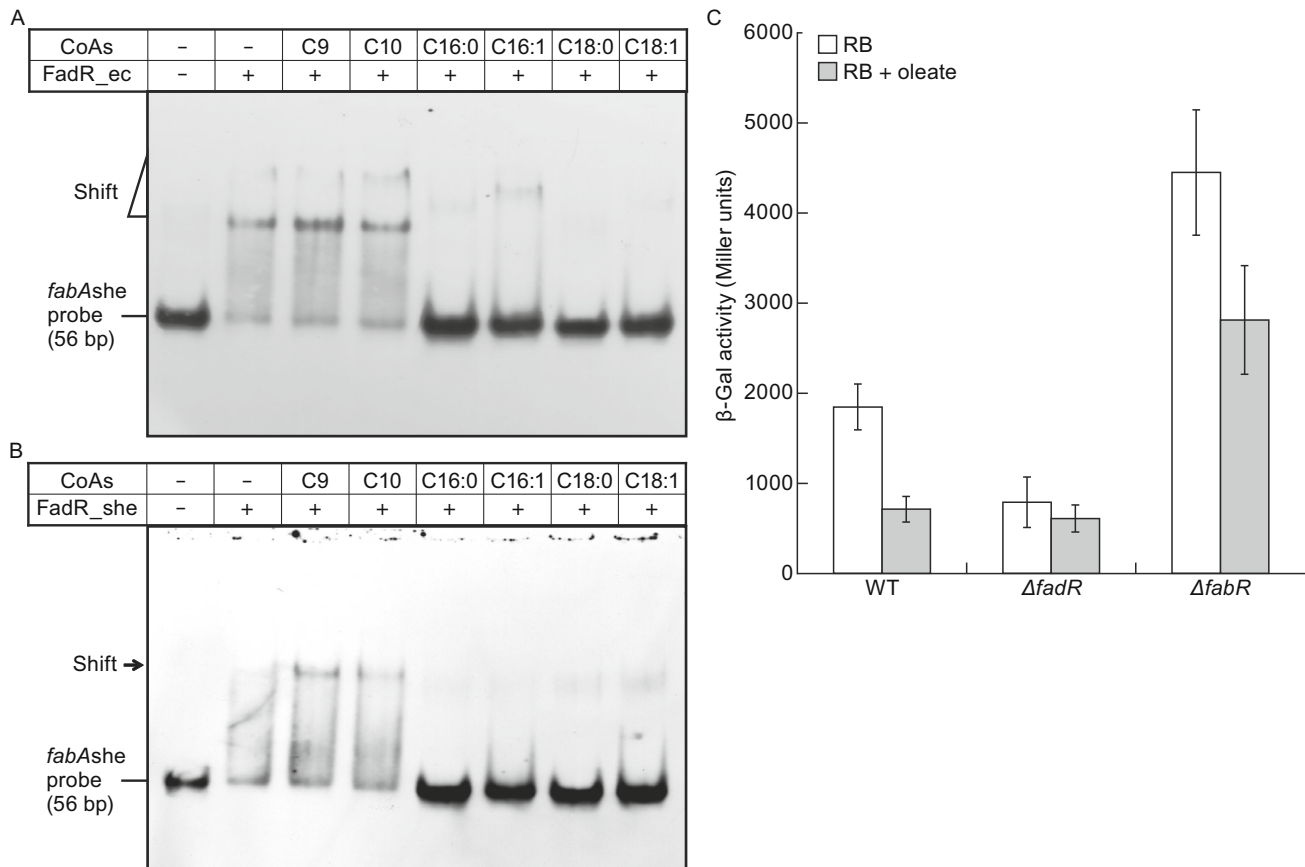 A
CoAs – – C9 C10 C16:0 C16:1 C18:0 C18:1
FadR_ec – + + + + + + +
Shift
fabAshe
probe
(56 bp)
B
CoAs – – C9 C10 C16:0 C16:1 C18:0 C18:1
FadR_she – + + + + + + +
Shift
fabAshe
probe
(56 bp)
C
β-Gal activity (Miller units)
6000
5000
4000
3000
2000
1000
0
RB
RB + oleate
WT ΔfadR ΔfabR